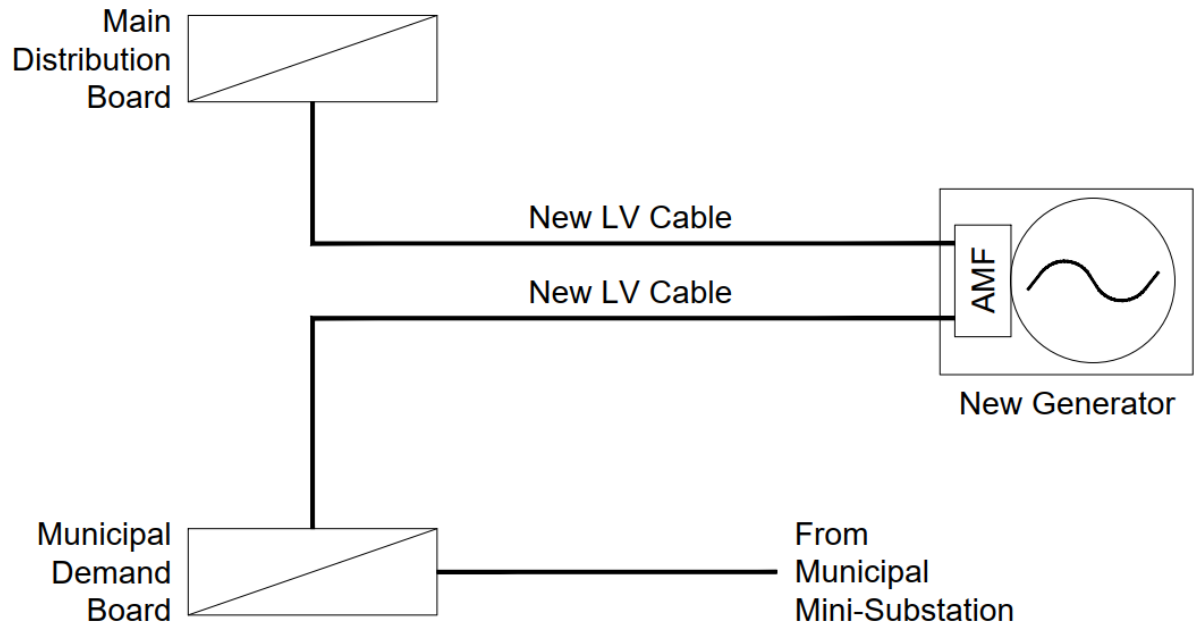 Main
Distribution
Board
New LV Cable
New LV Cable
AMF
New Generator
Municipal
Demand
Board
From
Municipal
Mini-Substation